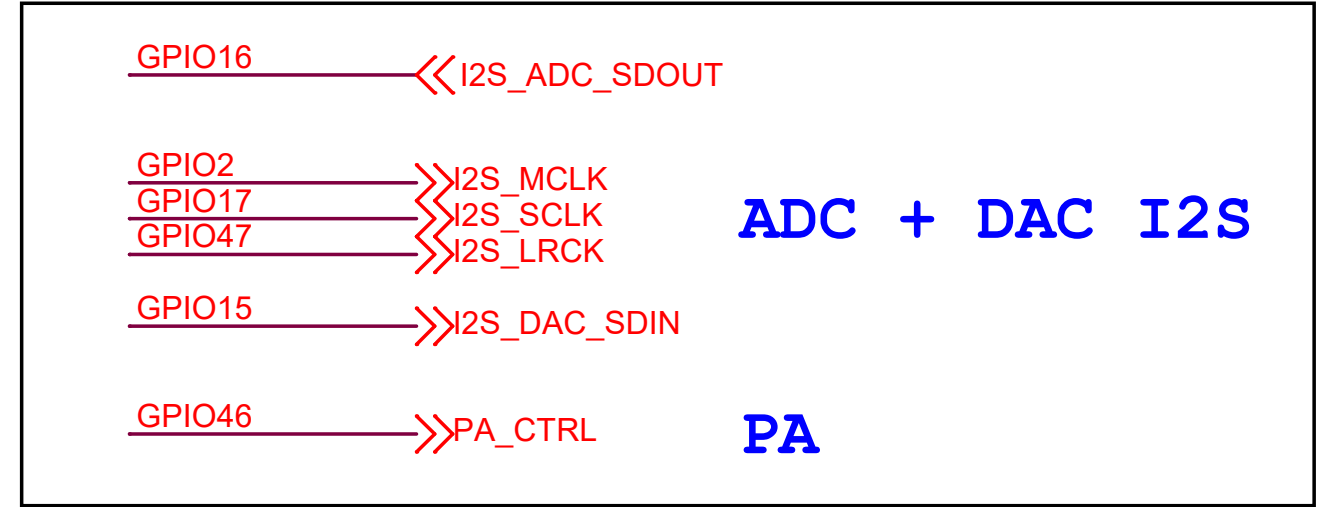 GPIO16
I2S_ADC_SDOUT
GPIO2
I2S_MCLK
GPIO17
I2S_SCLK
GPIO47
I2S_LRCK
ADC + DAC I2S
GPIO15
I2S_DAC_SDIN
GPIO46
PA_CTRL
PA